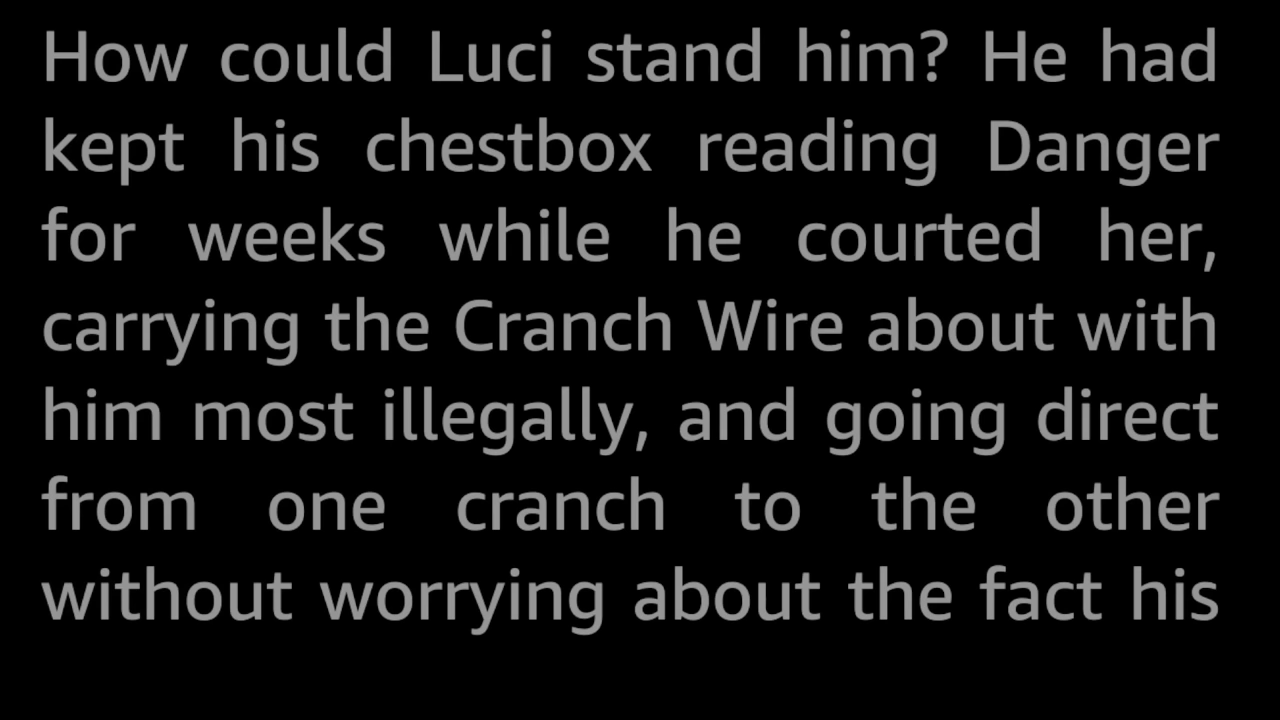 How could Luci stand him? He had
kept his chestbox reading Danger
for weeks while he courted her,
carrying the Cranch Wire about with
him most illegally, and going direct
from one cranch to the other
without worrying about the fact his